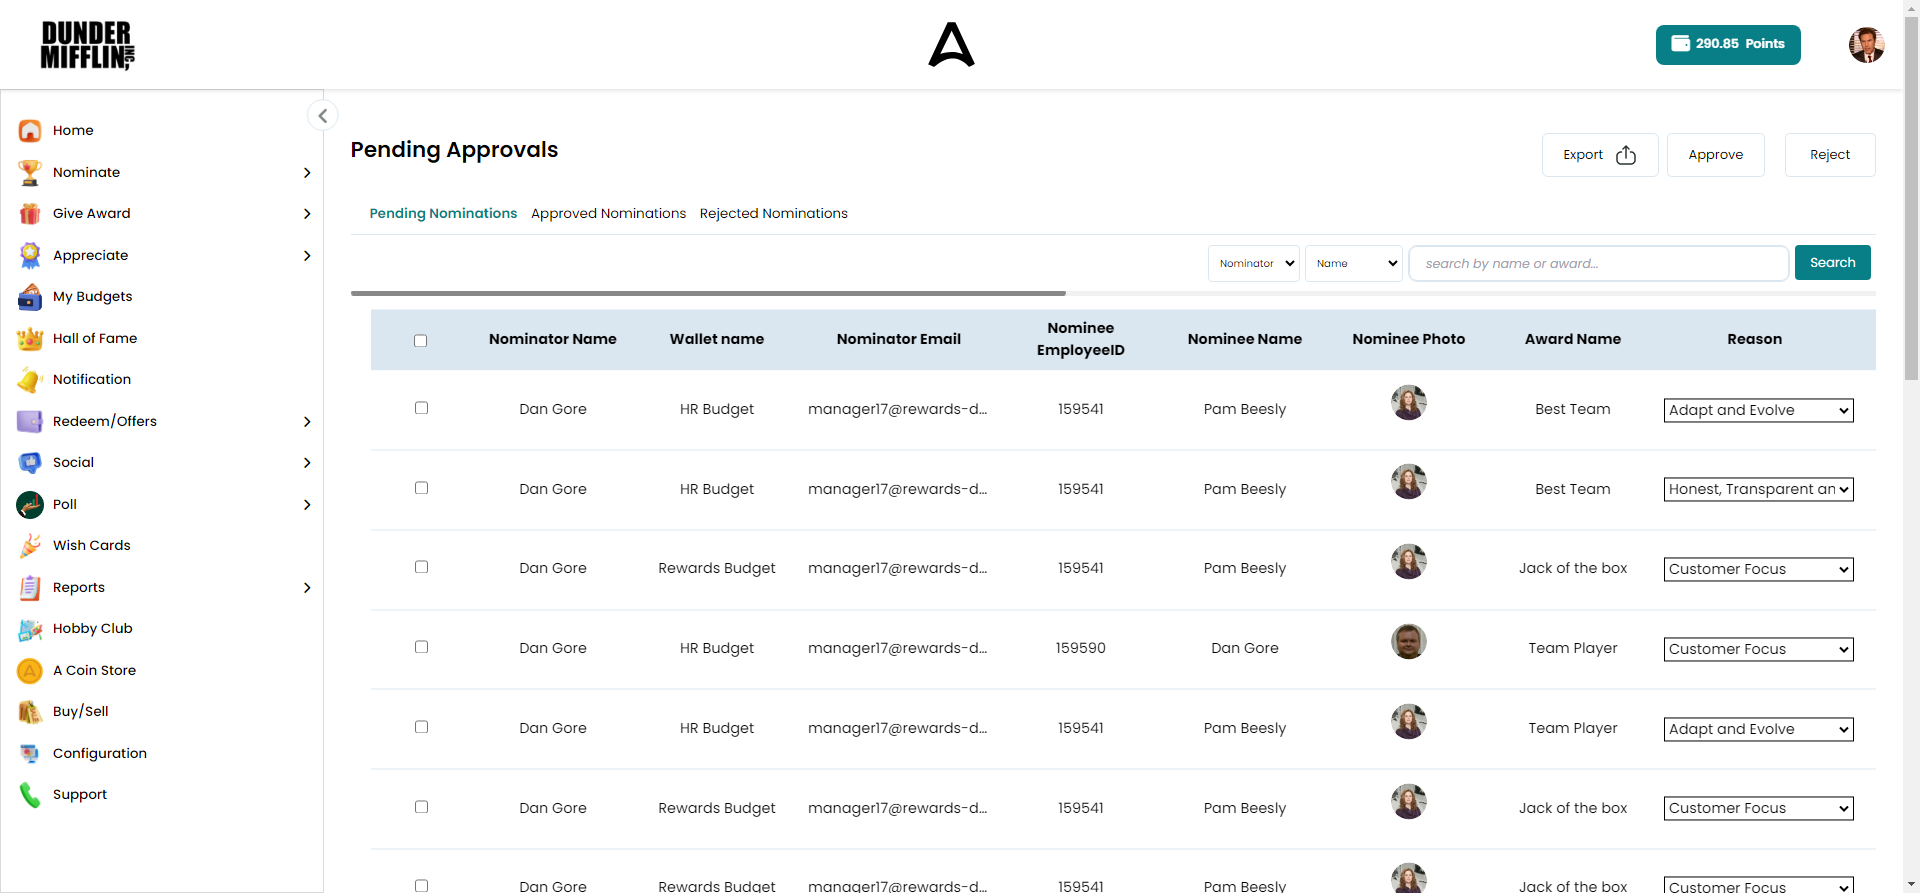 DUNDER
MIFFLIN, INC
290.85 Points
Home
Nominate
Give Award
Appreciate
My Budgets
Hall of Fame
Notification
Redeem/Offers
Social
Poll
Wish Cards
Reports
Hobby Club
A Coin Store
Buy/Sell
Configuration
Support
Pending Approvals
Export
Approve
Reject
Pending Nominations Approved Nominations Rejected Nominations
Nominator Name search by name or award... Search
Nominator Name Wallet name Nominator Email Nominee EmployeeID Nominee Name Nominee Photo Award Name Reason
Dan Gore HR Budget manager17@rewards-d... 159541 Pam Beesly Best Team Adapt and Evolve
Dan Gore HR Budget manager17@rewards-d... 159541 Pam Beesly Best Team Honest, Transparent an
Dan Gore Rewards Budget manager17@rewards-d... 159541 Pam Beesly Jack of the box Customer Focus
Dan Gore HR Budget manager17@rewards-d... 159590 Dan Gore Team Player Customer Focus
Dan Gore HR Budget manager17@rewards-d... 159541 Pam Beesly Team Player Adapt and Evolve
Dan Gore Rewards Budget manager17@rewards-d... 159541 Pam Beesly Jack of the box Customer Focus
Dan Gore Rewards Budget manager17@rewards-d... 159541 Pam Beesly Jack of the box Customer Focus